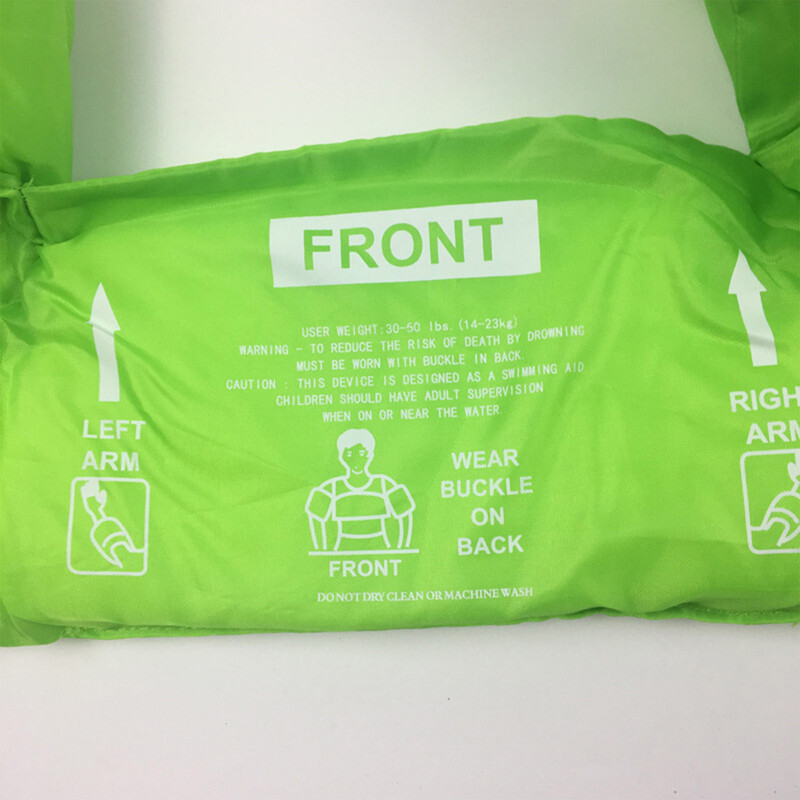 FRONT
USER WEIGHT:30-50 lbs.(14-23kg)
WARNING - TO REDUCE THE RISK OF DEATH BY DROWNING
MUST BE WORN WITH BUCKLE IN BACK
CAUTION : THIS DEVICE IS DESIGNED AS A SWIMMING AID
CHILDREN SHOULD HAVE ADULT SUPERVISION
WHEN ON OR NEAR THE WATER.
LEFT
ARM
RIGH
ARM
WEAR
BUCKLE
ON
BACK
FRONT
DO NOT DRY CLEAN OR MACHINE WASH